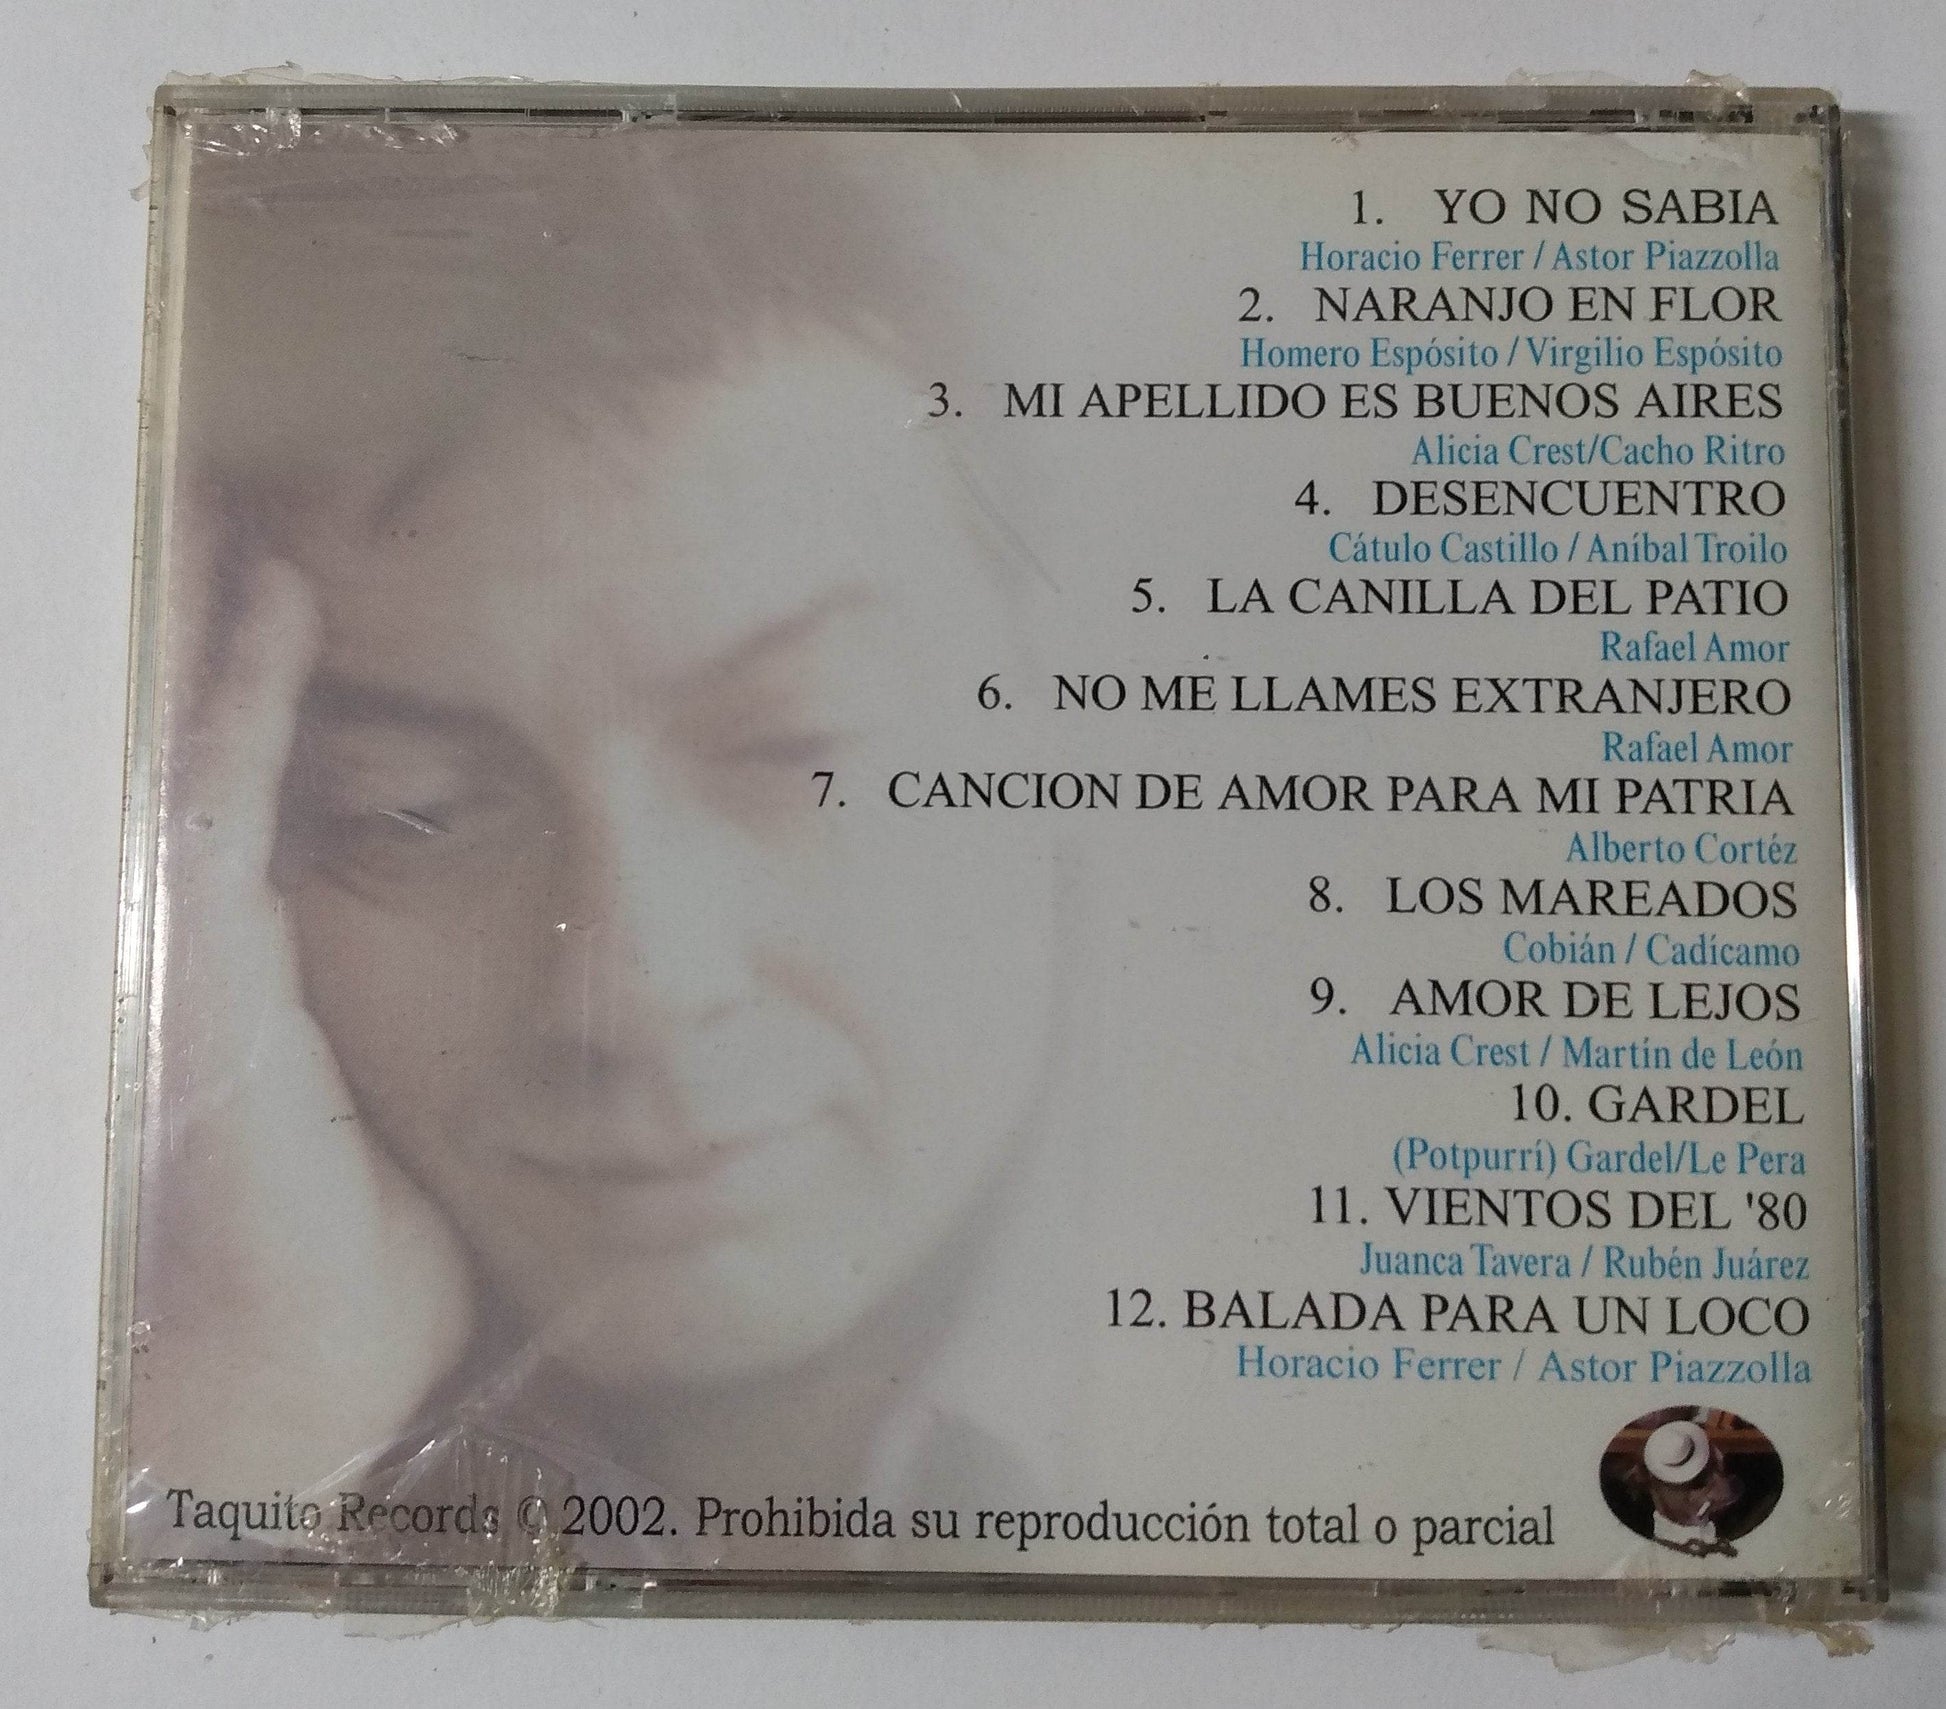 1. YO NO SABIA
Horacio Ferrer / Astor Piazzolla
2. NARANJO EN FLOR
Homero Espósito / Virgilio Espósito
3. MI APELLIDO ES BUENOS AIRES
Alicia Crest/Cacho Ritro
4. DESENCUENTRO
Cátulo Castillo / Aníbal Troilo
5. LA CANILLA DEL PATIO
Rafael Amor
6. NO ME LLAMES EXTRANJERO
Rafael Amor
7. CANCION DE AMOR PARA MI PATRIA
Alberto Cortéz
8. LOS MAREADOS
Cobián / Cadícamo
9. AMOR DE LEJOS
Alicia Crest / Martín de León
10. GARDEL
(Potpurrí) Gardel/Le Pera
11. VIENTOS DEL '80
Juanca Tavera / Rubén Juárez
12. BALADA PARA UN LOCO
Horacio Ferrer / Astor Piazzolla
Taquito Records © 2002. Prohibida su reproducción total o parcial